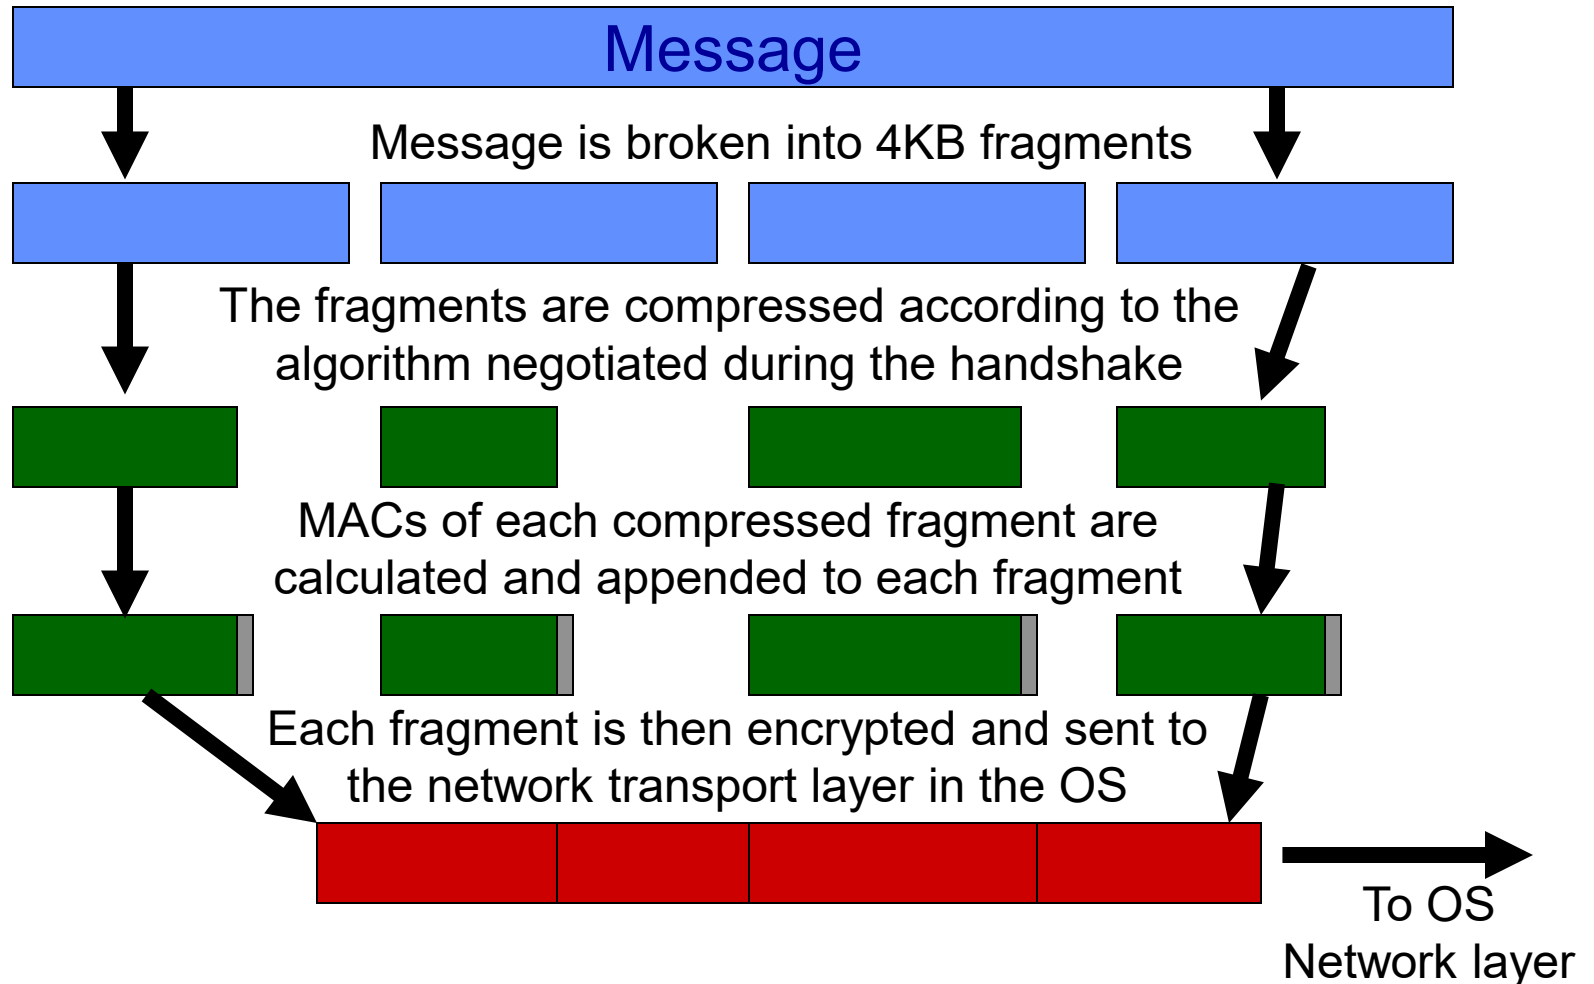 Message
Message is broken into 4KB fragments
The fragments are compressed according to the
algorithm negotiated during the handshake
MACs of each compressed fragment are
calculated and appended to each fragment
Each fragment is then encrypted and sent to
the network transport layer in the OS
To OS
Network layer